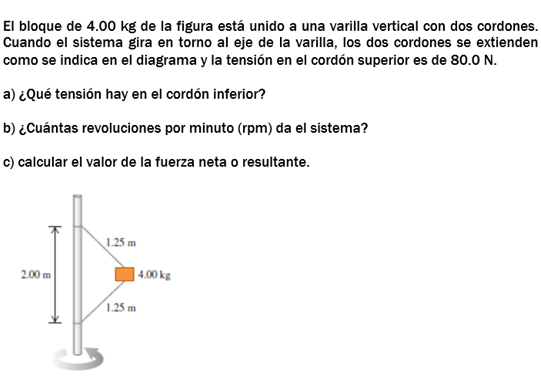 El bloque de 4.00 kg de la figura está unido a una varilla vertical con dos cordones.
Cuando el sistema gira en torno al eje de la varilla, los dos cordones se extienden
como se indica en el diagrama y la tensión en el cordón superior es de 80.0 N.
a) ¿Qué tensión hay en el cordón inferior?
b) ¿Cuántas revoluciones por minuto (rpm) da el sistema?
c) calcular el valor de la fuerza neta o resultante.
1.25 m
2.00 m
4.00 kg
1.25 m